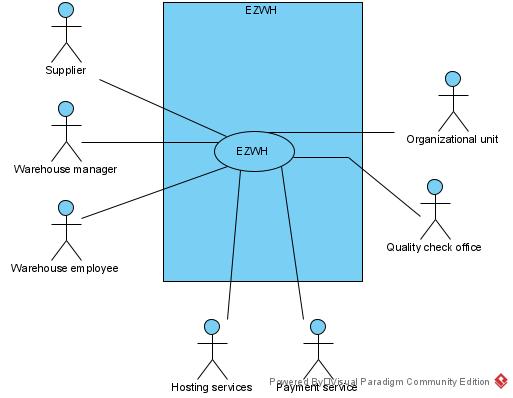 EZWH
Supplier
Organizational unit
EZWH
Warehouse manager
Quality check office
Warehouse employee
Hosting services
Payment service
Powered By Visual Paradigm Community Edition